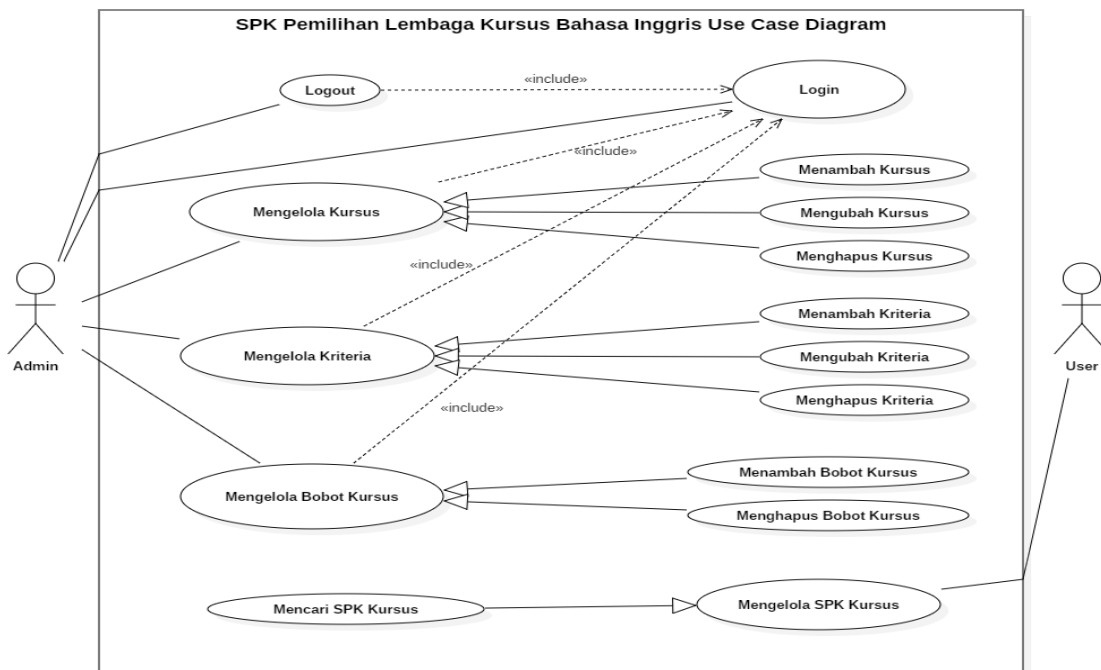 SPK Pemilihan Lembaga Kursus Bahasa Inggris Use Case Diagram
Logout
«include»
Login
«include»
Menambah Kursus
Mengelola Kursus
Mengubah Kursus
Menghapus Kursus
«include»
Menambah Kriteria
Mengelola Kriteria
Mengubah Kriteria
Admin
User
Menghapus Kriteria
«include»
Menambah Bobot Kursus
Mengelola Bobot Kursus
Menghapus Bobot Kursus
Mencari SPK Kursus
Mengelola SPK Kursus